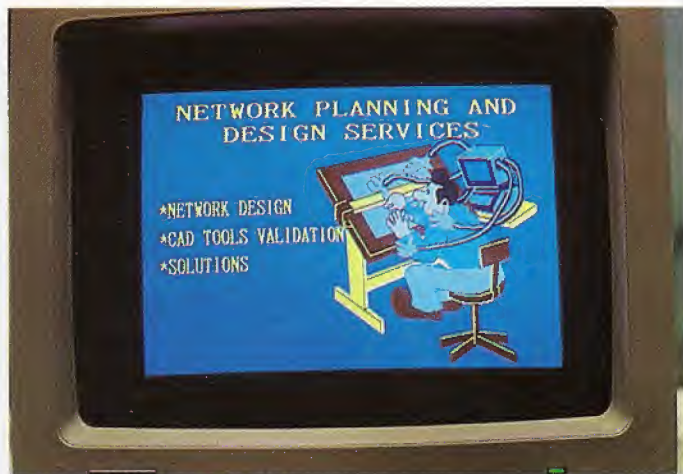 NETWORK PLANNING AND
DESIGN SERVICES
*NETWORK DESIGN
*CAD TOOLS VALIDATION
*SOLUTIONS